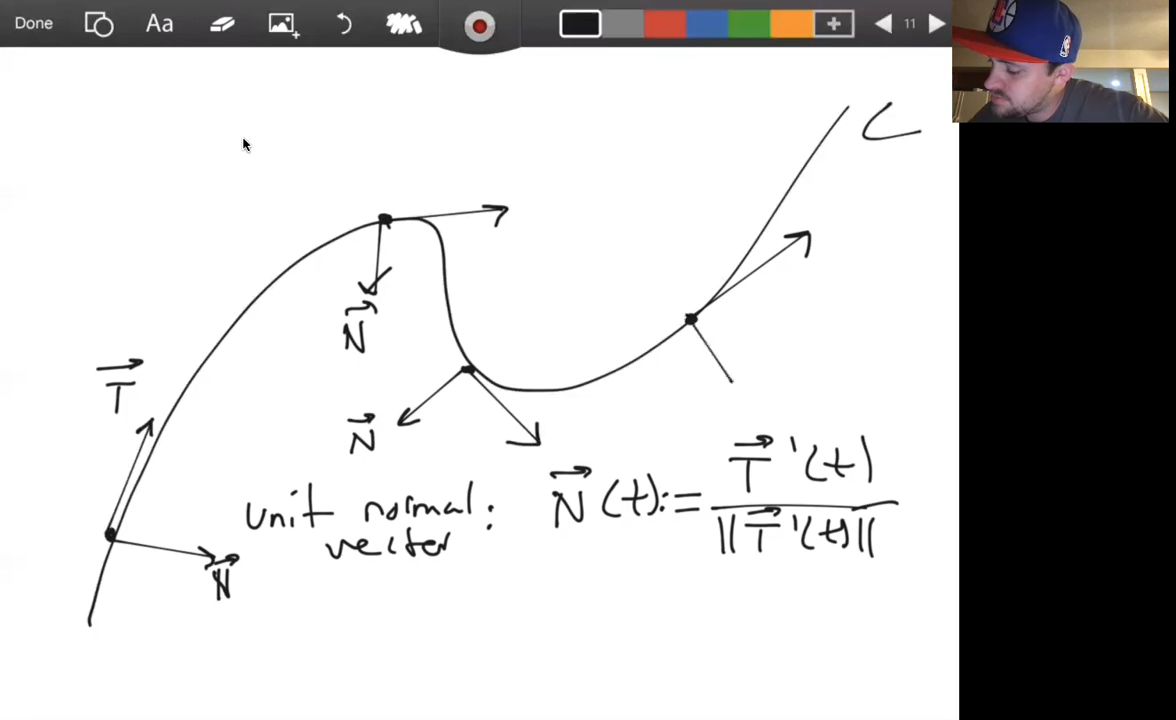 Done Aa 11
C
N⃗
T⃗
N⃗
unit normal vector: N⃗(t) := T⃗'(t) / ||T⃗'(t)||
N⃗